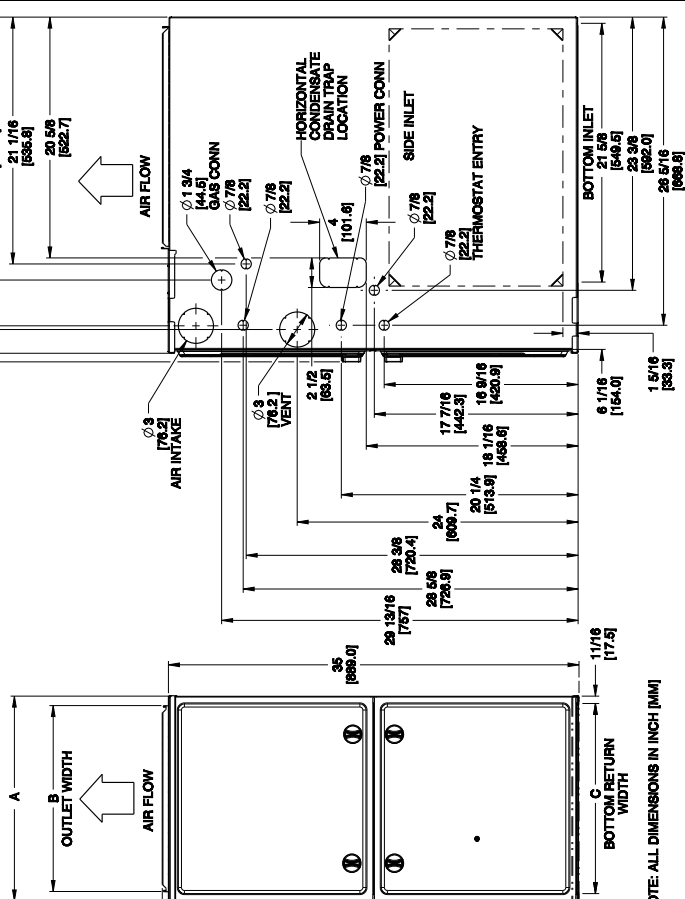 21 1/16
[535.8]
20 5/8
[522.7]
AIR FLOW
Ø 1 3/4
[44.5]
GAS CONN
Ø 7/8
[22.2]
Ø 7/8
[22.2]
HORIZONTAL
CONDENSATE
DRAIN TRAP
LOCATION
4
[101.6]
Ø 7/8
[22.2] POWER CONN
SIDE INLET
Ø 7/8
[22.2]
Ø 7/8
[22.2]
THERMOSTAT ENTRY
BOTTOM INLET
21 5/8
[549.5]
23 3/8
[592.0]
26 5/16
[668.8]
Ø 3
[76.2]
AIR INTAKE
Ø 3
[76.2 ]
VENT
2 1/2
[63.5]
16 9/16
[420.9]
17 7/16
[442.3]
18 1/16
[458.6]
20 1/4
[513.9]
24
[609.7]
28 3/8
[720.4]
28 5/8
[726.9]
29 13/16
[757]
6 1/16
[154.0]
1 5/16
[33.3]
A
B
OUTLET WIDTH
AIR FLOW
35
[889.0]
11/16
[17.5]
C
BOTTOM RETURN
WIDTH
OTE: ALL DIMENSIONS IN INCH [MM]